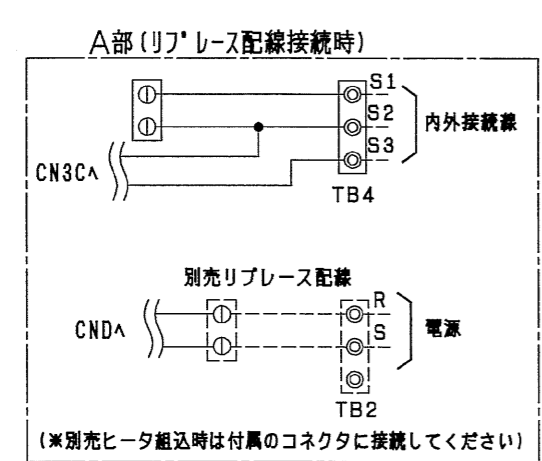 A部(リプレース配線接続時)
S1
S2
内外接続線
S3
CN3Cへ
TB4
別売リプレース配線
R
CNDへ
S
電源
TB2
(※別売ヒータ組込時は付属のコネクタに接続してください)